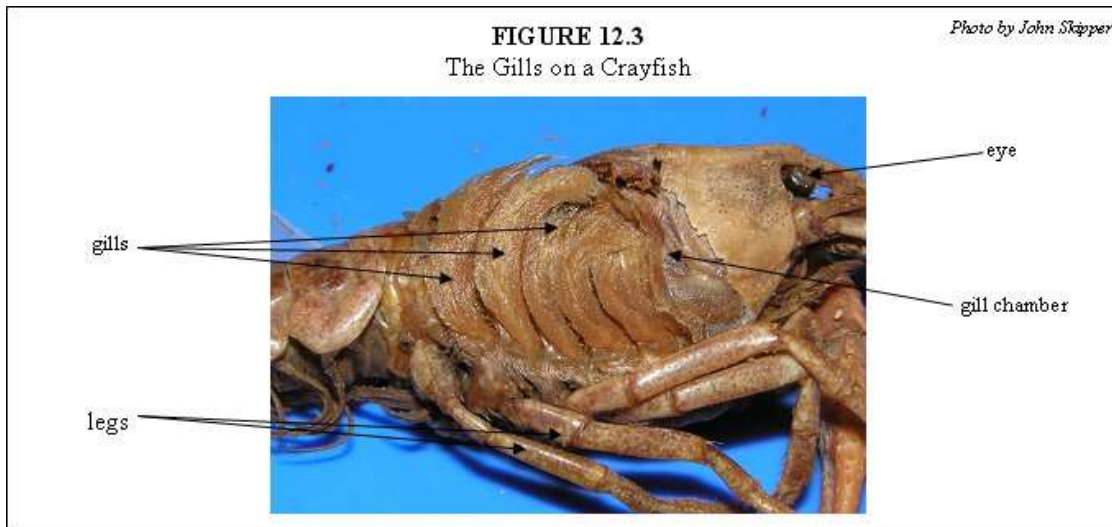 FIGURE 12.3
The Gills on a Crayfish
Photo by John Skipper
eye
gills
gill chamber
legs